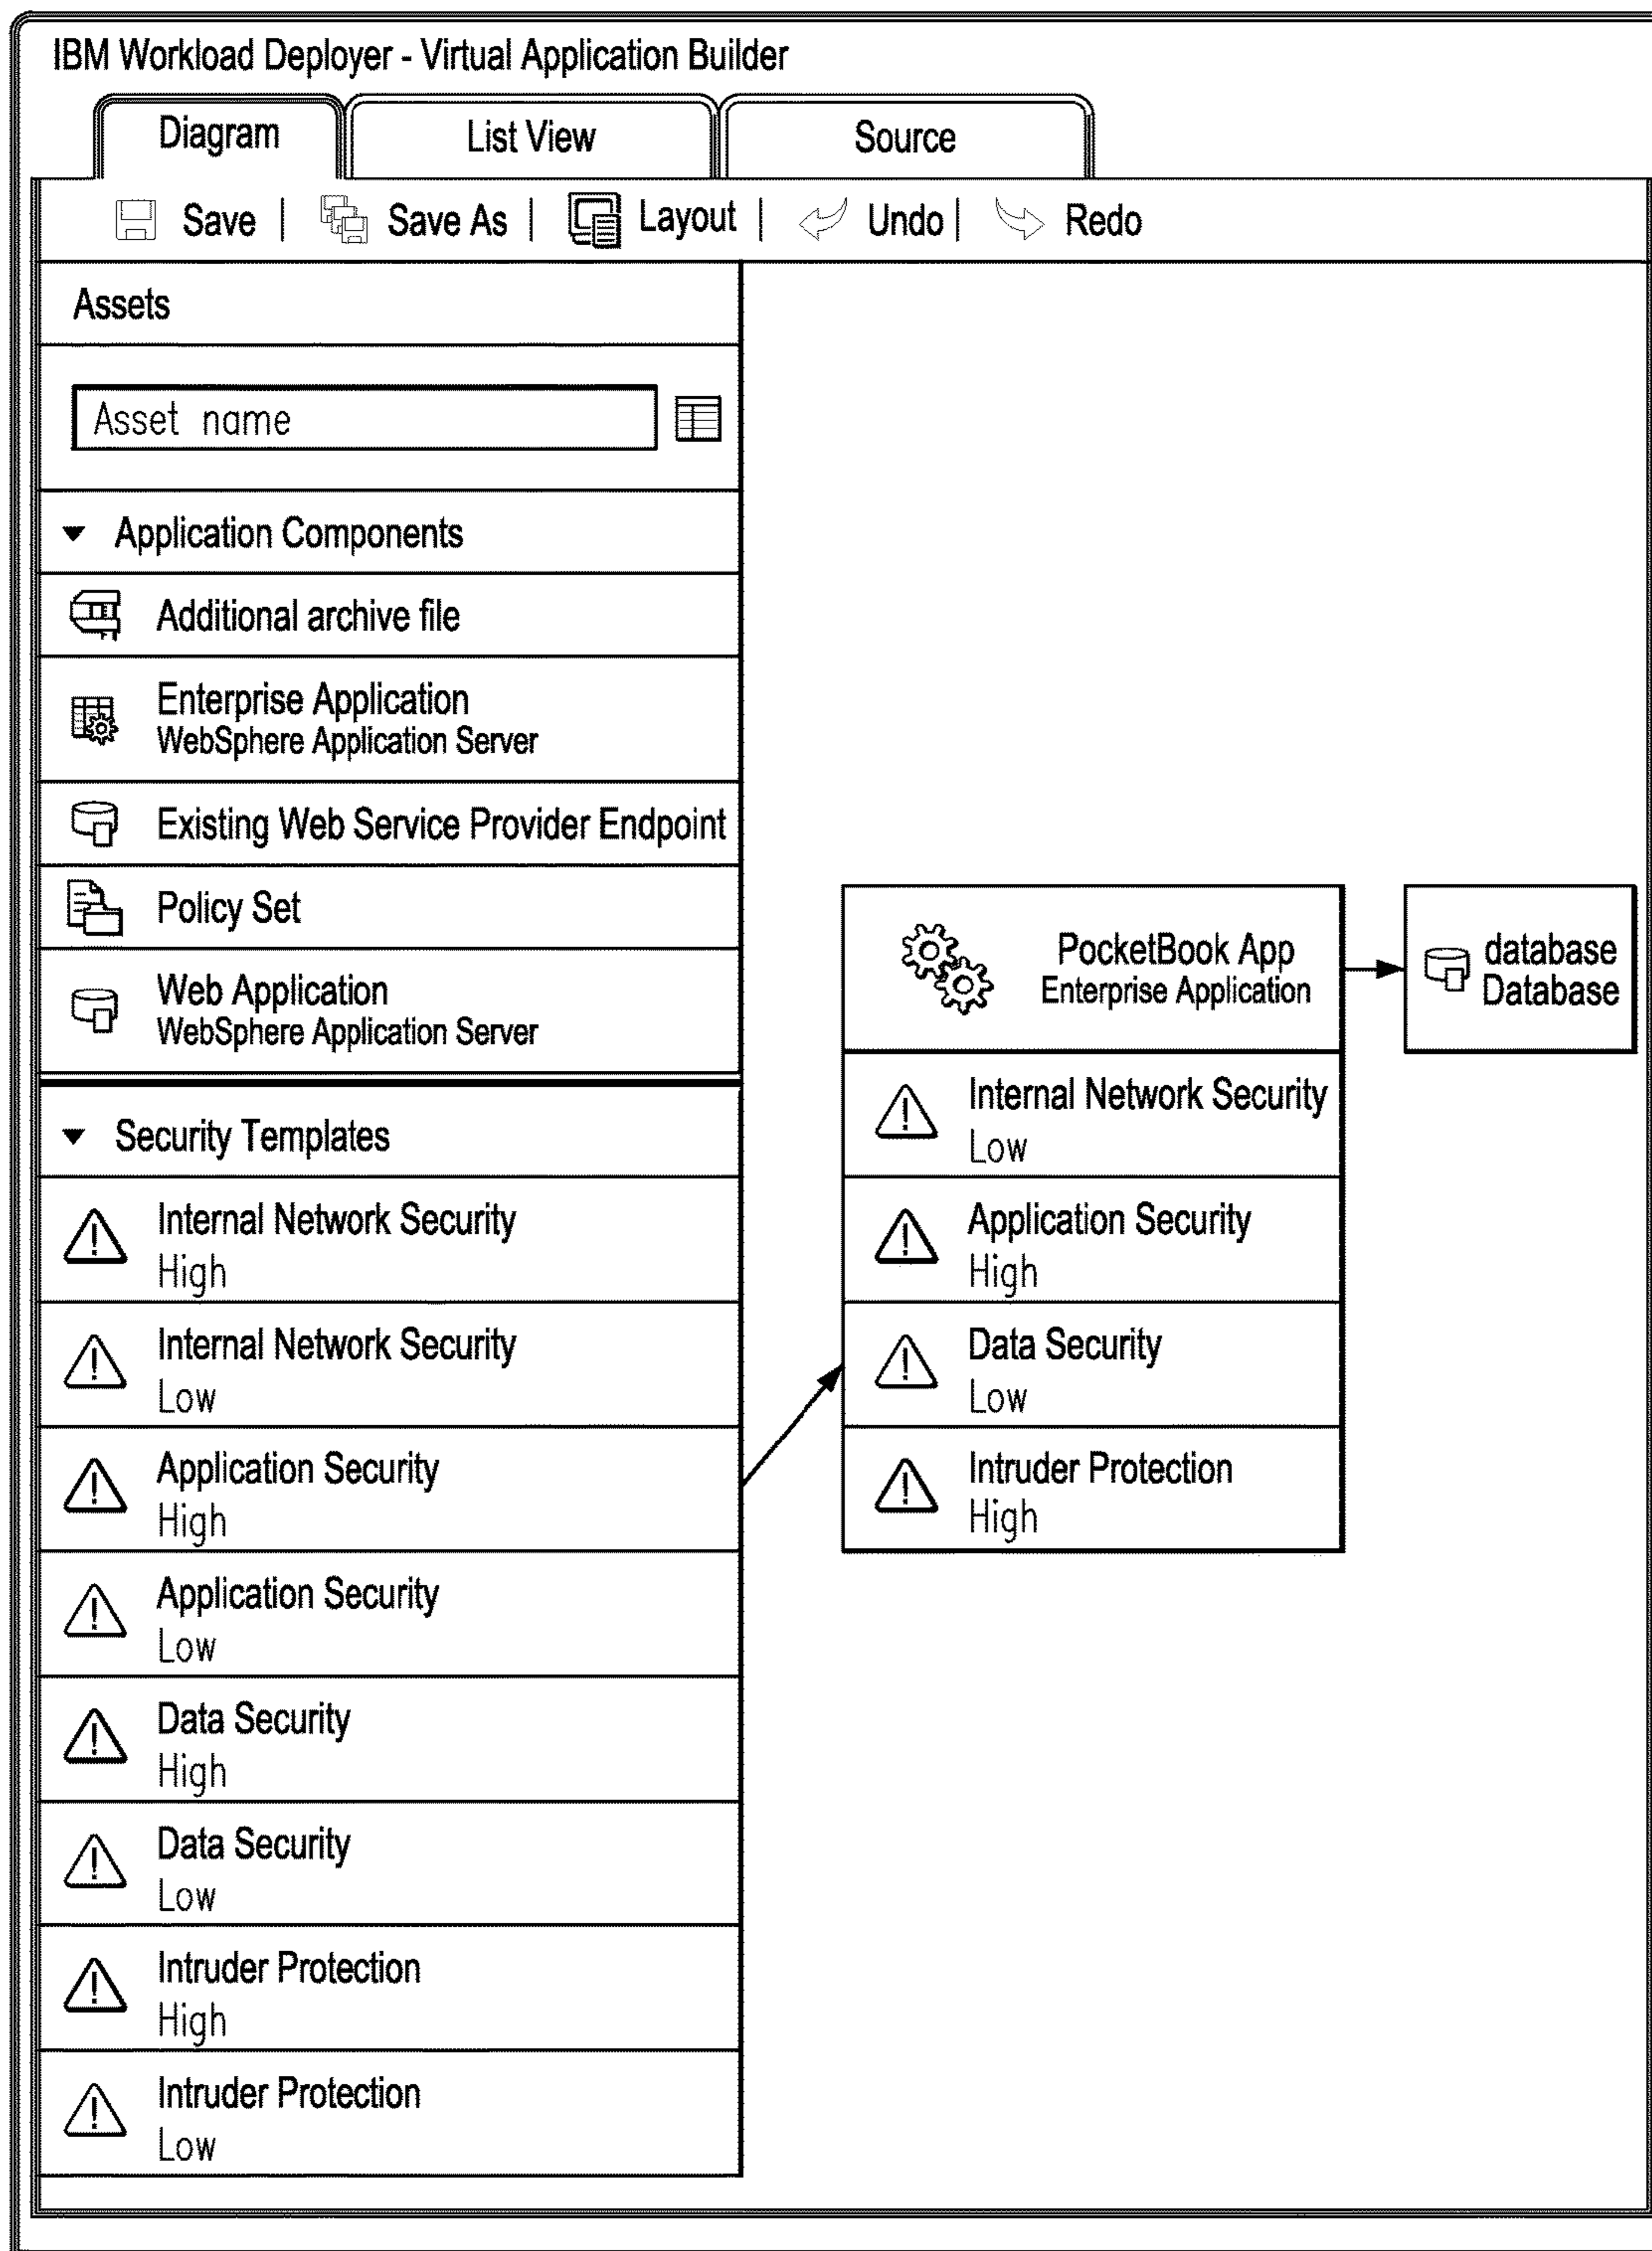 IBM Workload Deployer - Virtual Application Builder
Diagram
List View
Source
Save | Save As | Layout | Undo | Redo
Assets
Asset name
Application Components
Additional archive file
Enterprise Application
WebSphere Application Server
Existing Web Service Provider Endpoint
Policy Set
Web Application
WebSphere Application Server
Security Templates
Internal Network Security
High
Internal Network Security
Low
Application Security
High
Application Security
Low
Data Security
High
Data Security
Low
Intruder Protection
High
Intruder Protection
Low
PocketBook App
Enterprise Application
Internal Network Security
Low
Application Security
High
Data Security
Low
Intruder Protection
High
database
Database